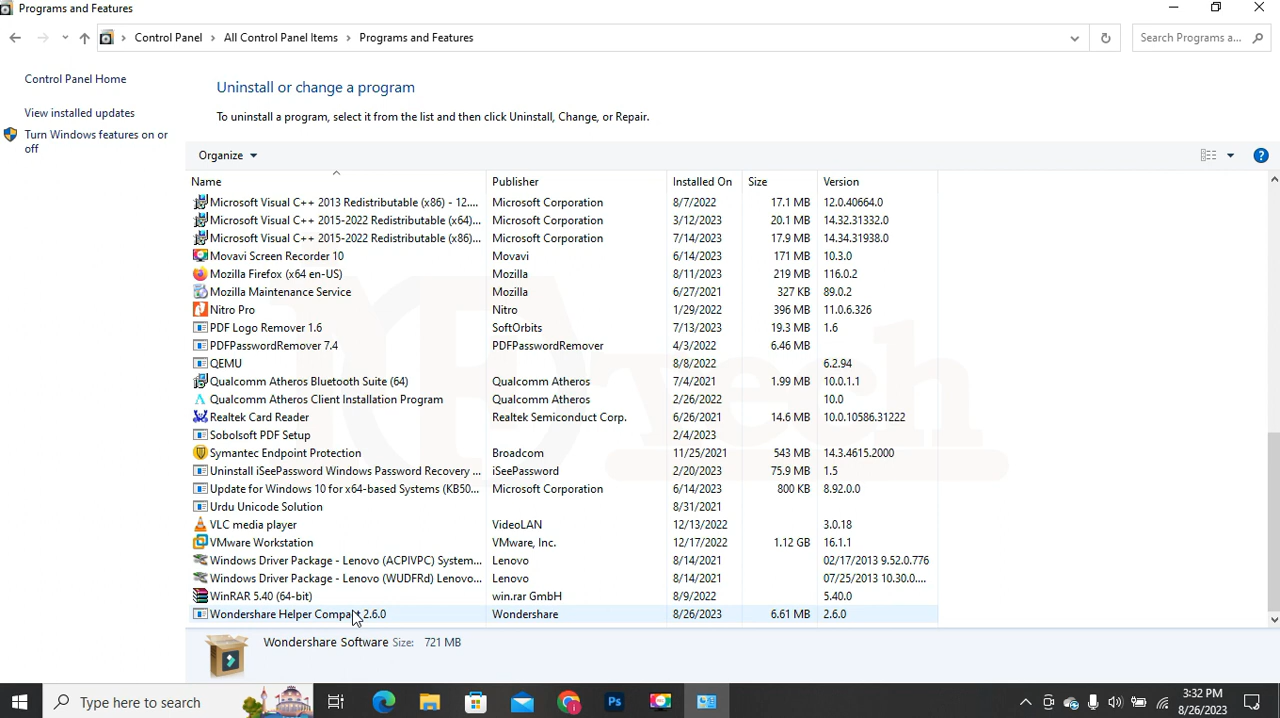 Programs and Features
Control Panel > All Control Panel Items > Programs and Features
Search Programs a...
Control Panel Home
View installed updates
Turn Windows features on or
off
Uninstall or change a program
To uninstall a program, select it from the list and then click Uninstall, Change, or Repair.
Organize
Name Publisher Installed On Size Version
Microsoft Visual C++ 2013 Redistributable (x86) - 12.... Microsoft Corporation 8/7/2022 17.1 MB 12.0.40664.0
Microsoft Visual C++ 2015-2022 Redistributable (x64)... Microsoft Corporation 3/12/2023 20.1 MB 14.32.31332.0
Microsoft Visual C++ 2015-2022 Redistributable (x86)... Microsoft Corporation 7/14/2023 17.9 MB 14.34.31938.0
Movavi Screen Recorder 10 Movavi 6/14/2023 171 MB 10.3.0
Mozilla Firefox (x64 en-US) Mozilla 8/11/2023 219 MB 116.0.2
Mozilla Maintenance Service Mozilla 6/27/2021 327 KB 89.0.2
Nitro Pro Nitro 1/29/2022 396 MB 11.0.6.326
PDF Logo Remover 1.6 SoftOrbits 7/13/2023 19.3 MB 1.6
PDFPasswordRemover 7.4 PDFPasswordRemover 4/3/2022 6.46 MB
QEMU 8/8/2022 6.2.94
Qualcomm Atheros Bluetooth Suite (64) Qualcomm Atheros 7/4/2021 1.99 MB 10.0.1.1
Qualcomm Atheros Client Installation Program Qualcomm Atheros 2/26/2022 10.0
Realtek Card Reader Realtek Semiconduct Corp. 6/26/2021 14.6 MB 10.0.10586.31222
Sobolsoft PDF Setup 2/4/2023
Symantec Endpoint Protection Broadcom 11/25/2021 543 MB 14.3.4615.2000
Uninstall iSeePassword Windows Password Recovery ... iSeePassword 2/20/2023 75.9 MB 1.5
Update for Windows 10 for x64-based Systems (KB50... Microsoft Corporation 6/14/2023 800 KB 8.92.0.0
Urdu Unicode Solution 8/31/2021
VLC media player VideoLAN 12/13/2022 3.0.18
VMware Workstation VMware, Inc. 12/17/2022 1.12 GB 16.1.1
Windows Driver Package - Lenovo (ACPIVPC) System... Lenovo 8/14/2021 02/17/2013 9.52.0.776
Windows Driver Package - Lenovo (WUDFRd) Lenovo... Lenovo 8/14/2021 07/25/2013 10.30.0....
WinRAR 5.40 (64-bit) win.rar GmbH 8/9/2022 5.40.0
Wondershare Helper Compact 2.6.0 Wondershare 8/26/2023 6.61 MB 2.6.0
Wondershare Software Size: 721 MB
Type here to search
3:32 PM
8/26/2023